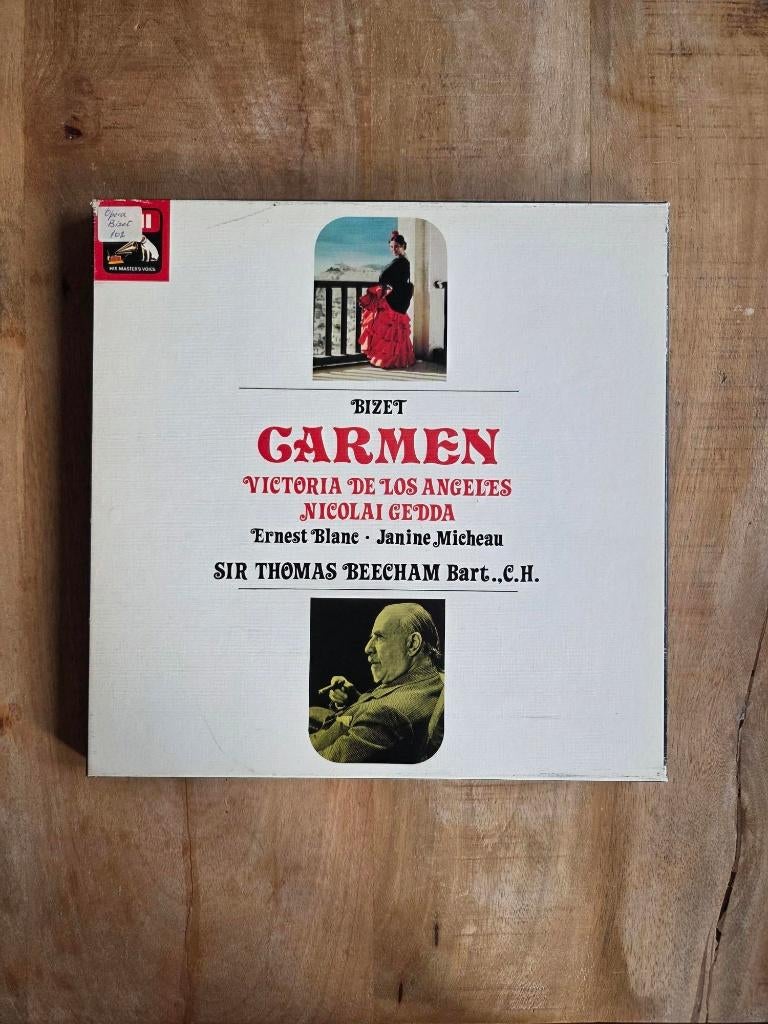 Opera
Bizet
102
HIS MASTER'S VOICE
BIZET
CARMEN
VICTORIA DE LOS ANGELES
NICOLAI GEDDA
Ernest Blanc · Janine Micheau
SIR THOMAS BEECHAM Bart.,C.H.